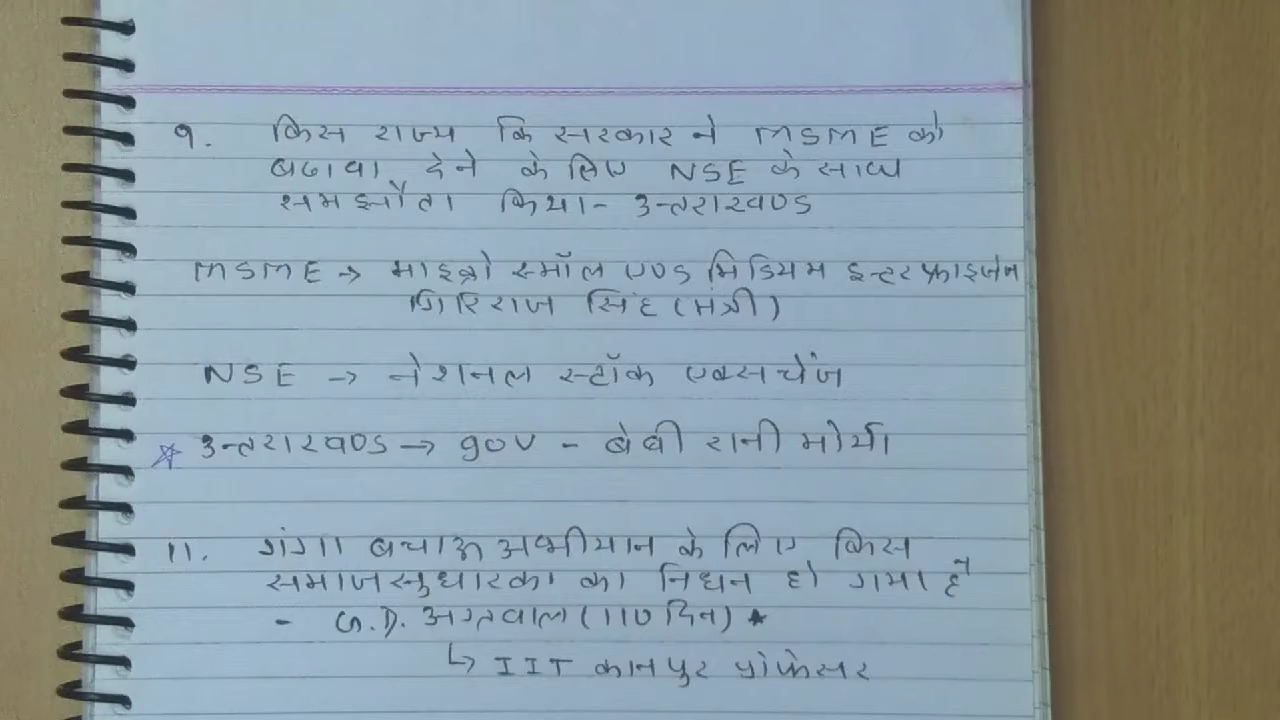 ९. किस राज्य कि सरकार ने MSME को
बढावा देने के लिए NSE के साथ
समझौता किया - उत्तराखण्ड
MSME → माइक्रो स्मॉल एण्ड मिडियम इन्टरप्राइजेज
गिरिराज सिंह (मंत्री)
NSE → नेशनल स्टॉक एक्सचेंज
☆ उत्तराखण्ड → gov - बेबी रानी मोर्या
11. गंगा बचाऊ अभीयान के लिए किस
समाजसुधारका का निधन हो गया है
- G.D. अग्रवाल (110 दिन) *
↳ IIT कानपुर प्रोफेसर